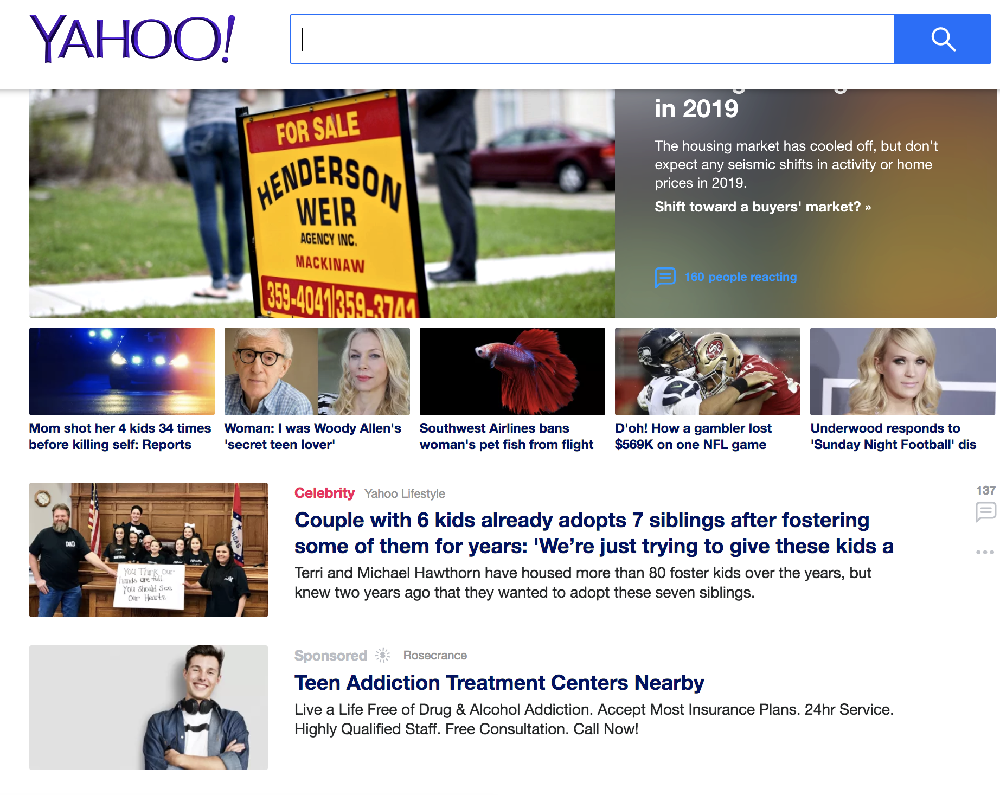 YAHOO!
in 2019
The housing market has cooled off, but don't
expect any seismic shifts in activity or home
prices in 2019.
Shift toward a buyers' market? »
160 people reacting
FOR SALE
HENDERSON
WEIR
AGENCY INC.
MACKINAW
359-4041|359-3741
Mom shot her 4 kids 34 times
before killing self: Reports
Woman: I was Woody Allen's
'secret teen lover'
Southwest Airlines bans
woman's pet fish from flight
D'oh! How a gambler lost
$569K on one NFL game
Underwood responds to
'Sunday Night Football' dis
Celebrity Yahoo Lifestyle
137
Couple with 6 kids already adopts 7 siblings after fostering
some of them for years: 'We’re just trying to give these kids a
Terri and Michael Hawthorn have housed more than 80 foster kids over the years, but
knew two years ago that they wanted to adopt these seven siblings.
DAD
You Think our
hands are full
You Should See
Our Hearts
Sponsored Rosecrance
Teen Addiction Treatment Centers Nearby
Live a Life Free of Drug & Alcohol Addiction. Accept Most Insurance Plans. 24hr Service.
Highly Qualified Staff. Free Consultation. Call Now!